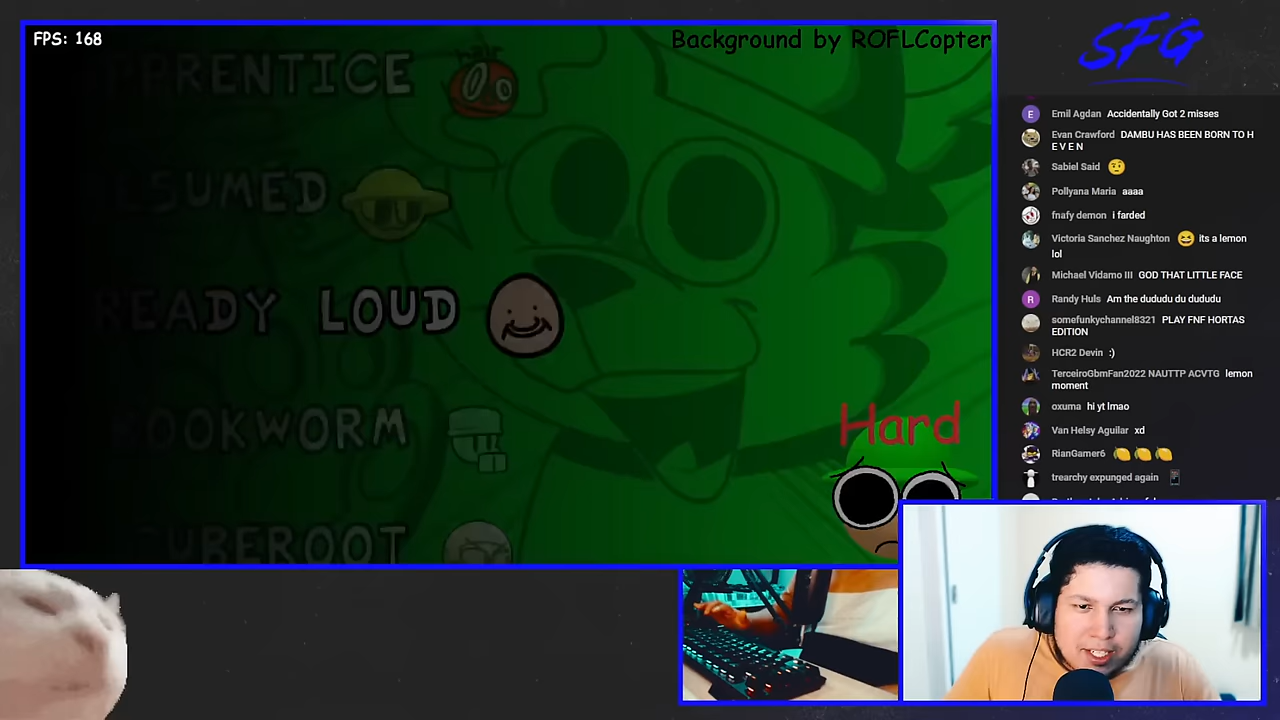 FPS: 168
Background by ROFLCopter
PRENTICE
ESUMED
READY LOUD
OOKWORM
UBEROOT
Hard
SFG
E
Emil Agdan Accidentally Got 2 misses
Evan Crawford DAMBU HAS BEEN BORN TO H
E V E N
Sabiel Said 🤨
Pollyana Maria aaaa
fnafy demon i farded
Victoria Sanchez Naughton 😆 its a lemon
lol
Michael Vidamo III GOD THAT LITTLE FACE
R
Randy Huls Am the dududu du dududu
somefunkychannel8321 PLAY FNF HORTAS
EDITION
HCR2 Devin :)
TerceiroGbmFan2022 NAUTTP ACVTG lemon
moment
oxuma hi yt lmao
Van Helsy Aguilar xd
RianGamer6 🍋 🍋 🍋
trearchy expunged again 📱